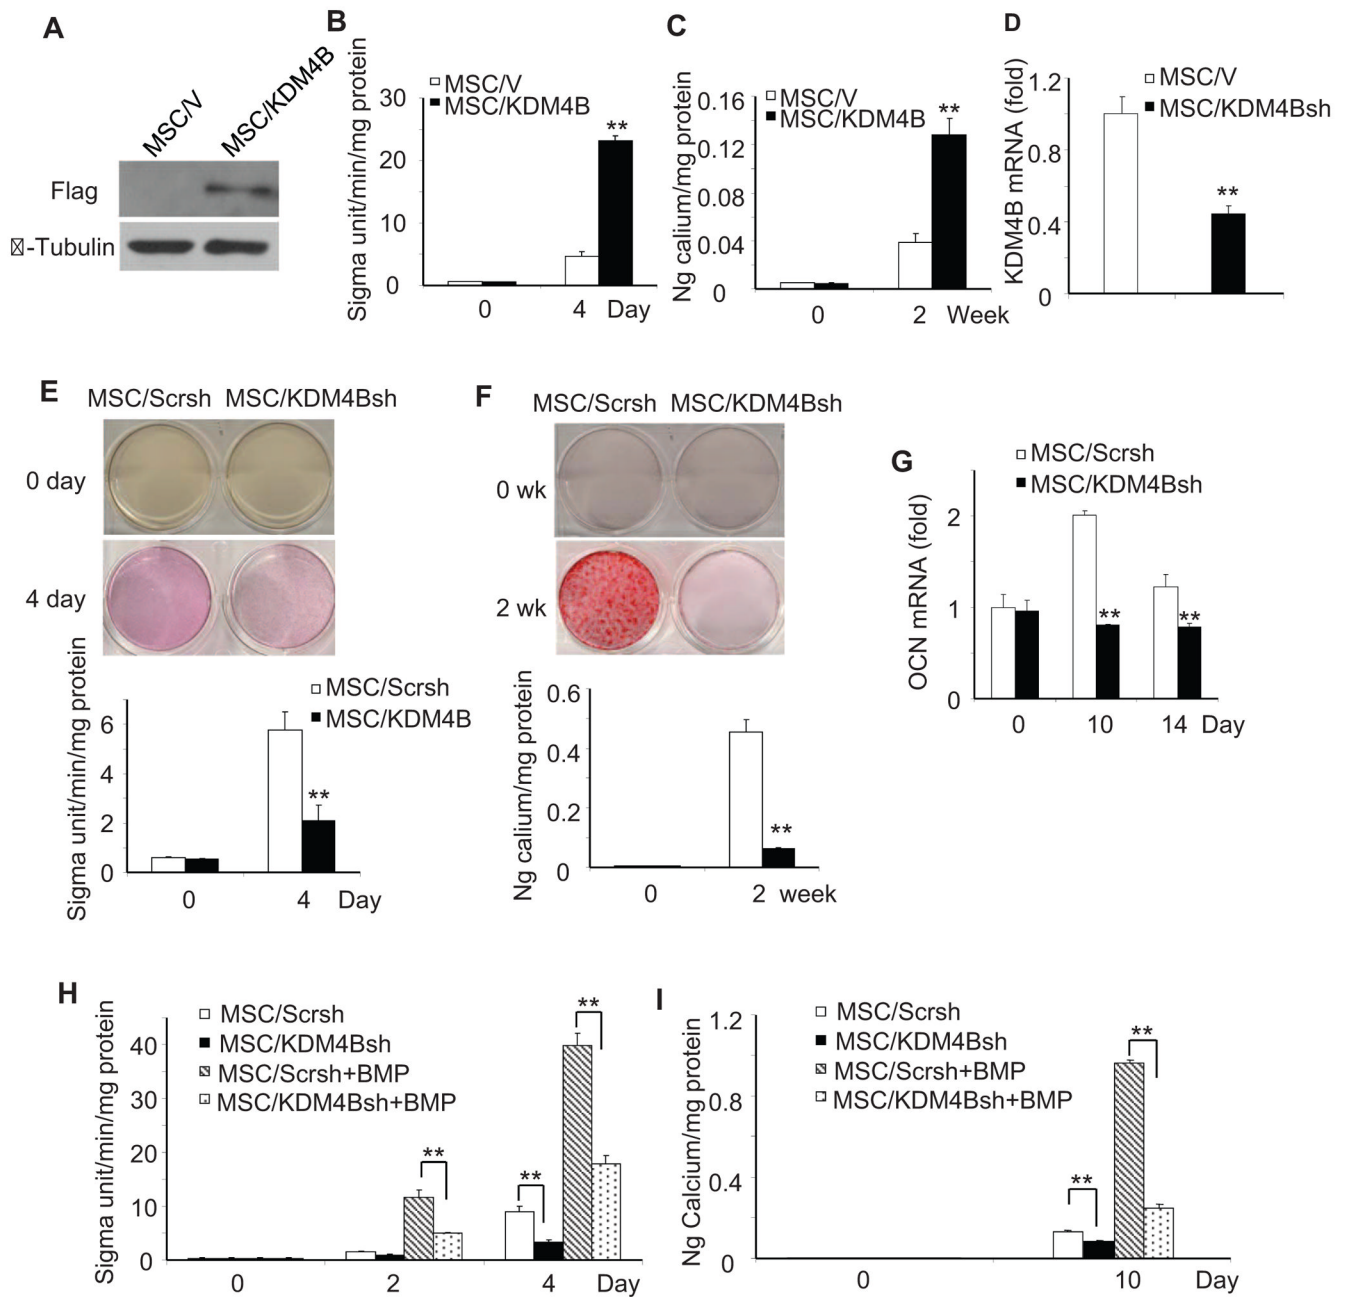 A
MSC/V
MSC/KDM4B
Flag
-Tubulin
B
Sigma unit/min/mg protein
MSC/V
MSC/KDM4B
30
20
10
0
**
0
4
Day
C
Ng calium/mg protein
MSC/V
MSC/KDM4B
0.16
0.12
0.08
0.04
0
**
0
2
Week
D
KDM4B mRNA (fold)
MSC/V
MSC/KDM4Bsh
1.2
0.8
0.4
0
**
E
MSC/Scrsh
MSC/KDM4Bsh
0 day
4 day
Sigma unit/min/mg protein
MSC/Scrsh
MSC/KDM4B
6
4
2
0
**
0
4
Day
F
MSC/Scrsh
MSC/KDM4Bsh
0 wk
2 wk
Ng calium/mg protein
0.6
0.4
0.2
0
**
0
2
week
G
OCN mRNA (fold)
MSC/Scrsh
MSC/KDM4Bsh
2
1
0
**
**
0
10
14
Day
H
Sigma unit/min/mg protein
MSC/Scrsh
MSC/KDM4Bsh
MSC/Scrsh+BMP
MSC/KDM4Bsh+BMP
40
30
20
10
0
**
**
**
0
2
4
Day
I
Ng Calcium/mg protein
MSC/Scrsh
MSC/KDM4Bsh
MSC/Scrsh+BMP
MSC/KDM4Bsh+BMP
1.2
0.8
0.4
0
**
**
0
10
Day